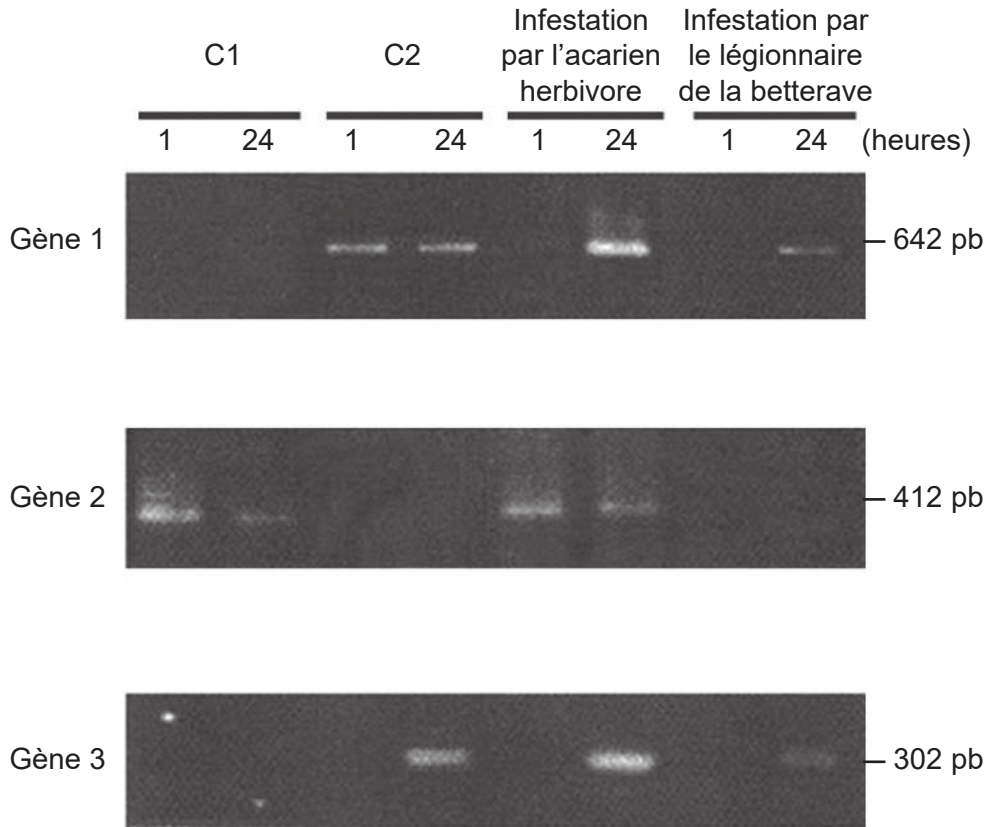 C1
C2
Infestation
par l’acarien
herbivore
Infestation par
le légionnaire
de la betterave
1 24 1 24 1 24 1 24 (heures)
Gène 1
642 pb
Gène 2
412 pb
Gène 3
302 pb